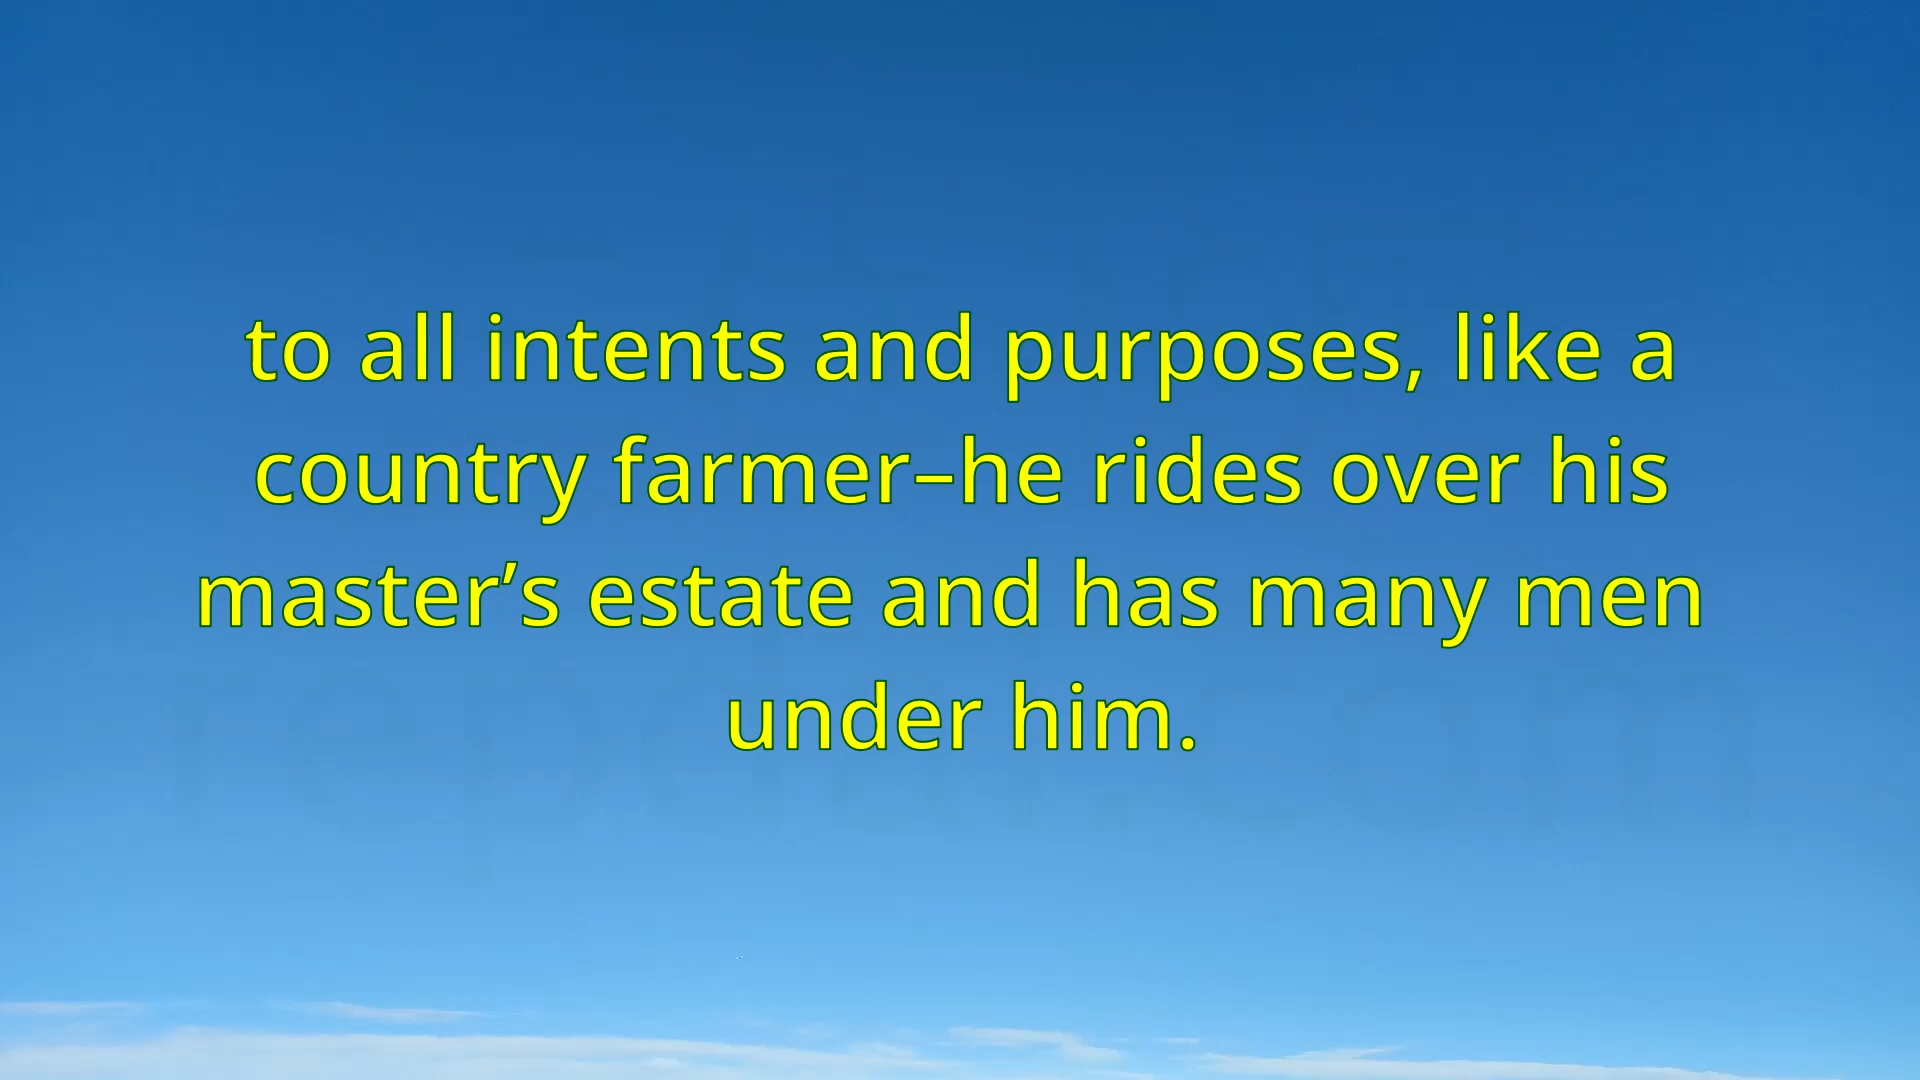 to all intents and purposes, like a
country farmer–he rides over his
master’s estate and has many men
under him.